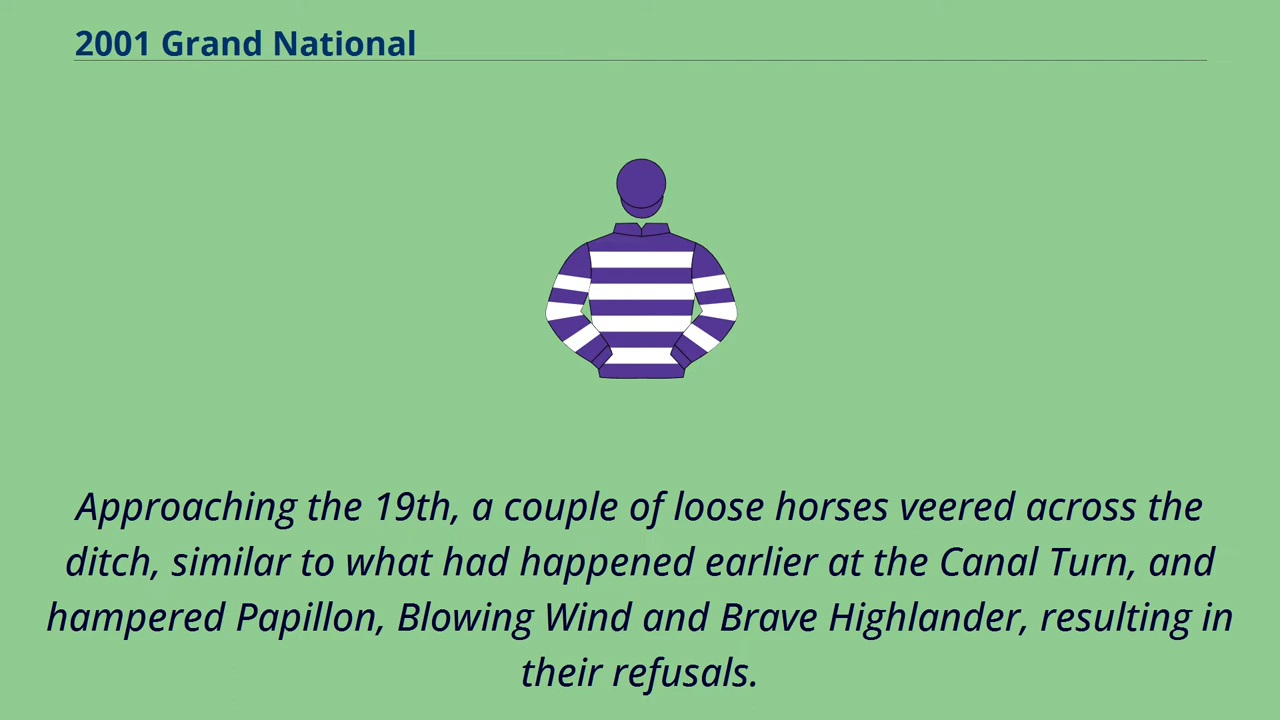 2001 Grand National
Approaching the 19th, a couple of loose horses veered across the
ditch, similar to what had happened earlier at the Canal Turn, and
hampered Papillon, Blowing Wind and Brave Highlander, resulting in
their refusals.